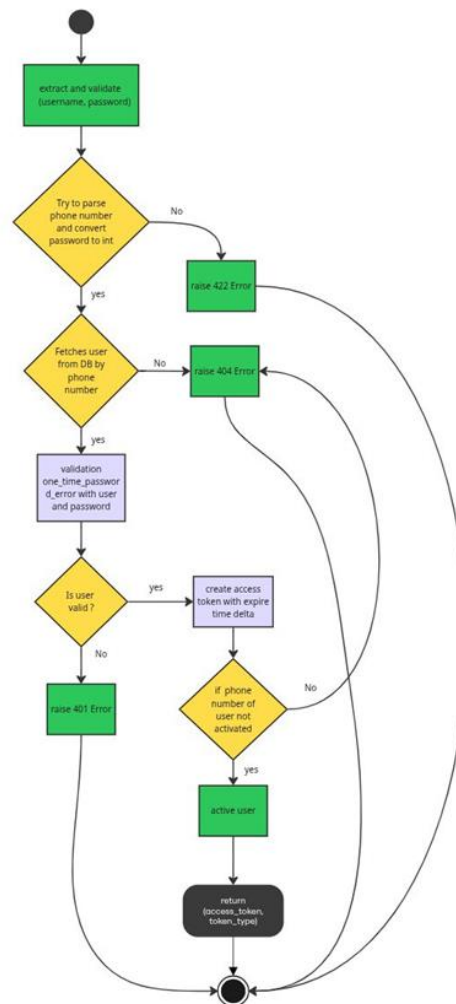 extract and validate
(username, password)
Try to parse
phone number
and convert
password to int
No
raise 422 Error
yes
Fetches user
from DB by
phone
number
No
raise 404 Error
yes
validation
one_time_passwor
d_error with user
and password
Is user
valid ?
yes
create access
token with expire
time delta
No
raise 401 Error
if phone
number of
user not
activated
No
yes
active user
return
(access_token,
token_type)